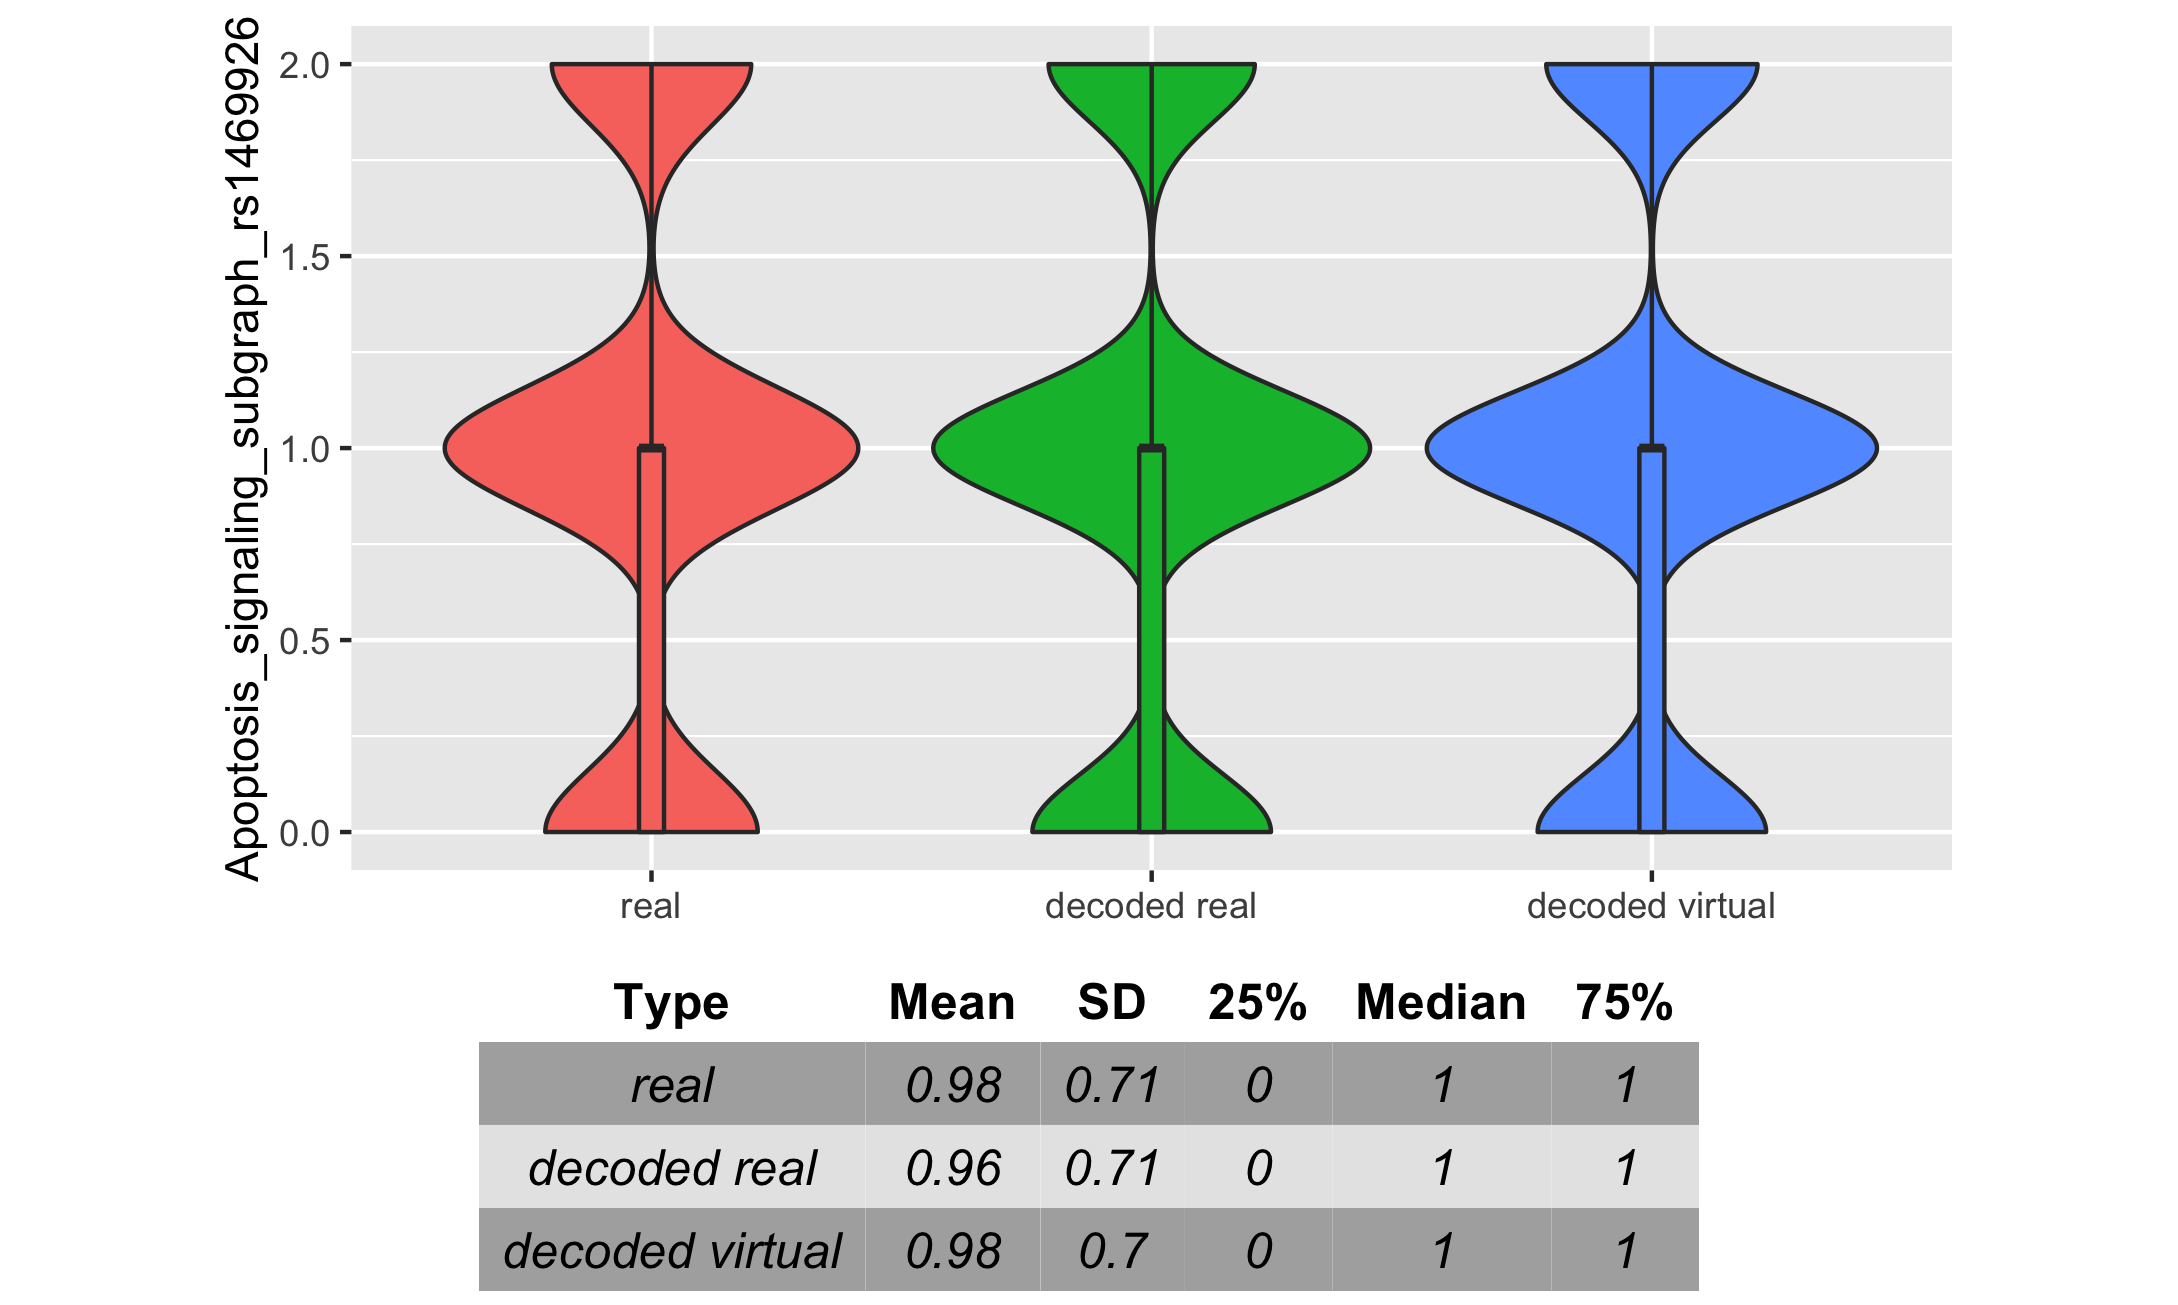 Apoptosis_signaling_subgraph_rs1469926
2.0
1.5
1.0
0.5
0.0
real decoded real decoded virtual
Type Mean SD 25% Median 75%
real 0.98 0.71 0 1 1
decoded real 0.96 0.71 0 1 1
decoded virtual 0.98 0.7 0 1 1